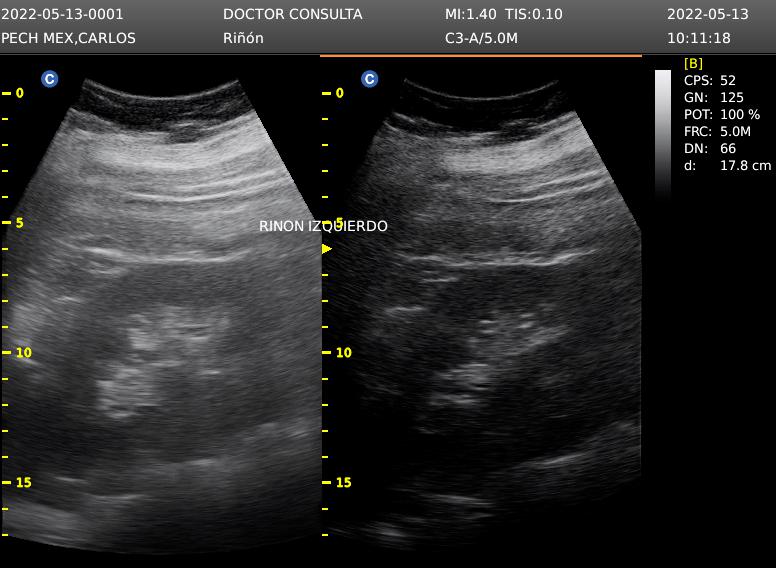 2022-05-13-0001 DOCTOR CONSULTA MI:1.40 TIS:0.10 2022-05-13
PECH MEX,CARLOS Riñón C3-A/5.0M 10:11:18
C C
[B]
CPS: 52
GN: 125
POT: 100 %
FRC: 5.0M
DN: 66
d: 17.8 cm
0 0
5 5
RINON IZQUIERDO
10 10
15 15